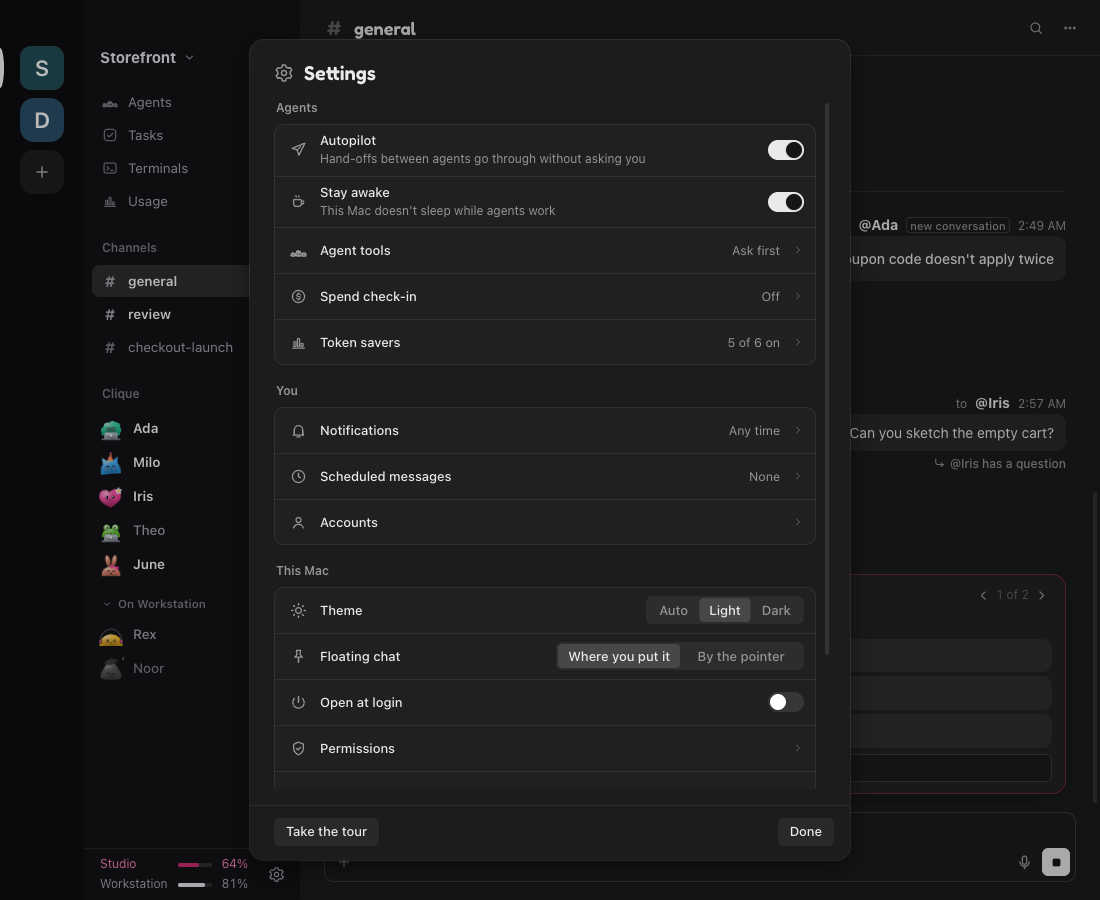 # general
S
Storefront
D
Agents
Tasks
Terminals
Usage
Channels
# general
# review
# checkout-launch
Clique
Ada
Milo
Iris
Theo
June
On Workstation
Rex
Noor
Studio 64%
Workstation 81%
Settings
Agents
Autopilot
Hand-offs between agents go through without asking you
Stay awake
This Mac doesn't sleep while agents work
Agent tools Ask first
Spend check-in Off
Token savers 5 of 6 on
You
Notifications Any time
Scheduled messages None
Accounts
This Mac
Theme Auto Light Dark
Floating chat Where you put it By the pointer
Open at login
Permissions
Take the tour Done
@Ada new conversation 2:49 AM
code doesn't apply twice
to @Iris 2:57 AM
Can you sketch the empty cart?
@Iris has a question
1 of 2